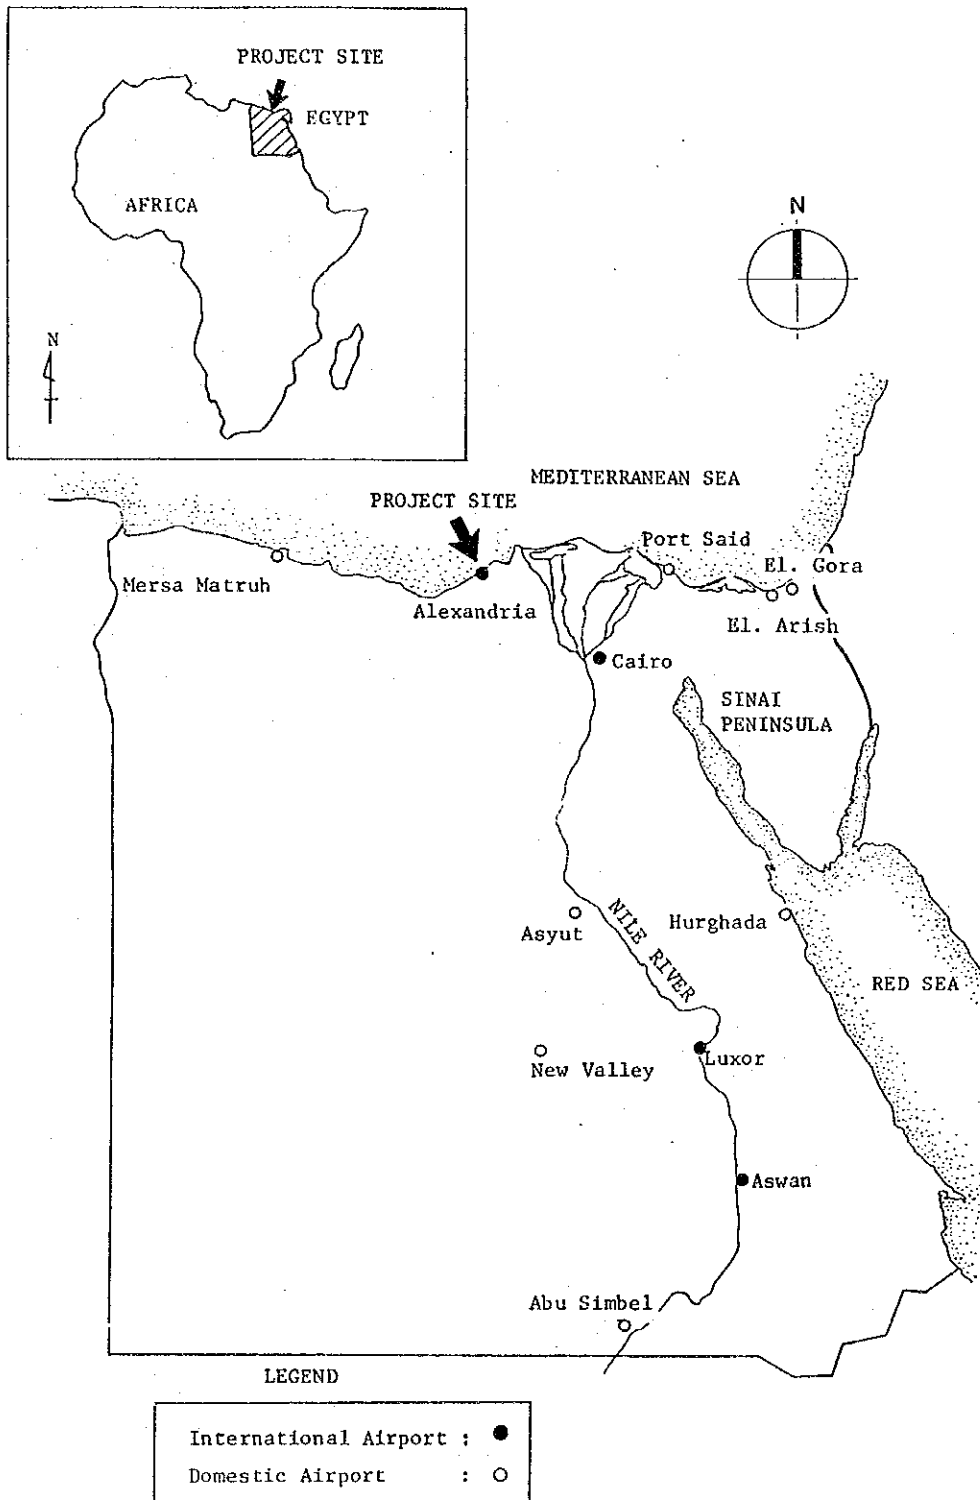 PROJECT SITE
EGYPT
AFRICA
N
N
MEDITERRANEAN SEA
PROJECT SITE
Port Said
El. Gora
Mersa Matruh
Alexandria
El. Arish
Cairo
SINAI
PENINSULA
NILE RIVER
Asyut
Hurghada
RED SEA
New Valley
Luxor
Aswan
Abu Simbel
LEGEND
International Airport :
Domestic Airport :